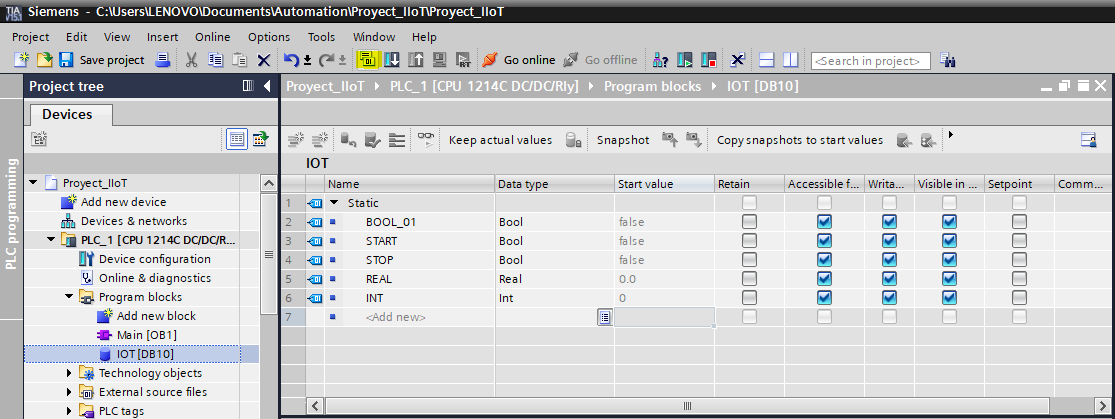 Siemens - C:\Users\LENOVO\Documents\Automation\Proyect_IIoT\Proyect_IIoT
Project Edit View Insert Online Options Tools Window Help
Save project Go online Go offline <Search in project>
Project tree
Proyect_IIoT PLC_1 [CPU 1214C DC/DC/Rly] Program blocks IOT [DB10]
Devices
Keep actual values Snapshot Copy snapshots to start values
PLC programming
IOT
Name Data type Start value Retain Accessible f... Writa... Visible in ... Setpoint Comm...
Proyect_IIoT
Add new device
Devices & networks
PLC_1 [CPU 1214C DC/DC/R...
Device configuration
Online & diagnostics
Program blocks
Add new block
Main [OB1]
IOT [DB10]
Technology objects
External source files
PLC tags
1 Static
2 BOOL_01 Bool false
3 START Bool false
4 STOP Bool false
5 REAL Real 0.0
6 INT Int 0
7 <Add new>